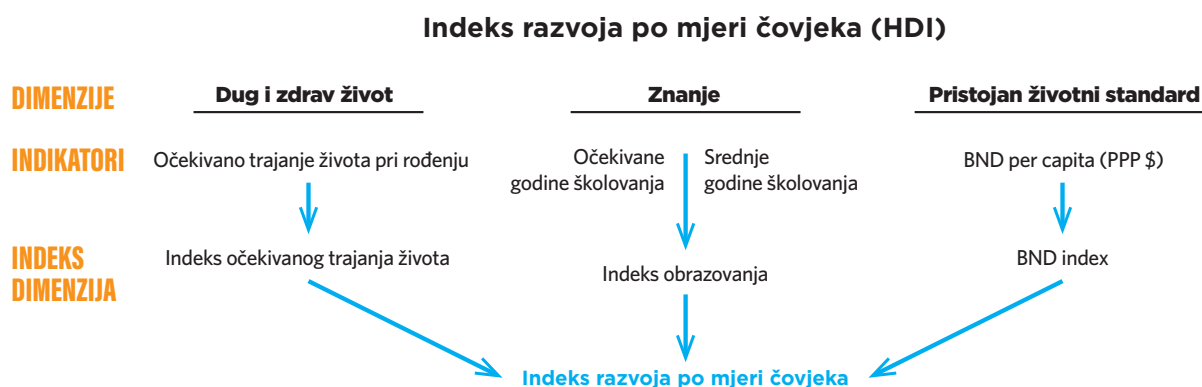 Indeks razvoja po mjeri čovjeka (HDI)
DIMENZIJE
Dug i zdrav život
Znanje
Pristojan životni standard
INDIKATORI
Očekivano trajanje života pri rođenju
Očekivane
godine školovanja
Srednje
godine školovanja
BND per capita (PPP $)
INDEKS
DIMENZIJA
Indeks očekivanog trajanja života
Indeks obrazovanja
BND index
Indeks razvoja po mjeri čovjeka